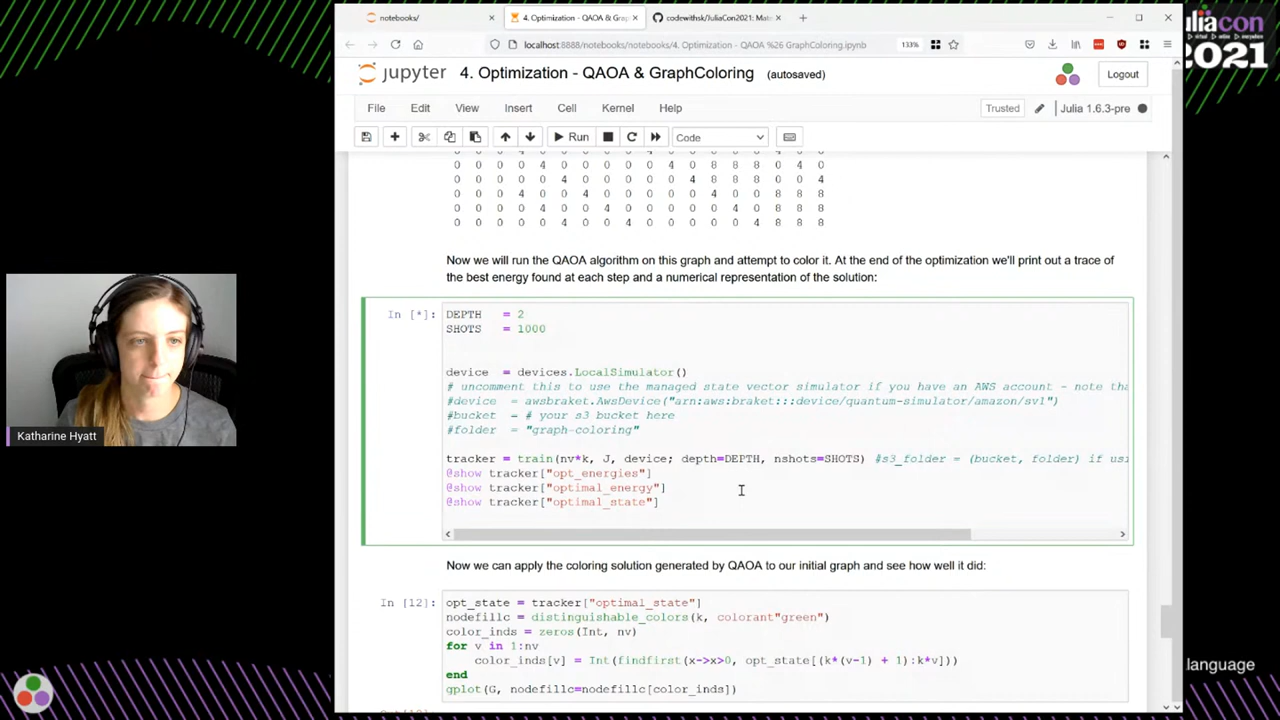 notebooks/
4. Optimization - QAOA & Grap
codewithsk/JuliaCon2021: Mate
localhost:8888/notebooks/notebooks/4. Optimization - QAOA %26 GraphColoring.ipynb
133%
juliacon
2021
jupyter
4. Optimization - QAOA & GraphColoring
(autosaved)
Logout
File Edit View Insert Cell Kernel Help
Trusted
Julia 1.6.3-pre
Run
Code
0 0 0 0 4 0 0 0 0 0 4 0 8 8 8 0 4 0
0 0 0 0 0 4 0 0 0 0 0 4 8 8 8 0 0 4
0 0 0 4 0 0 4 0 0 0 0 0 4 0 0 8 8 8
0 0 0 0 4 0 0 4 0 0 0 0 0 4 0 8 8 8
0 0 0 0 0 4 0 0 4 0 0 0 0 0 4 8 8 8
Now we will run the QAOA algorithm on this graph and attempt to color it. At the end of the optimization we'll print out a trace of
the best energy found at each step and a numerical representation of the solution:
In [*]:
DEPTH = 2
SHOTS = 1000
device = devices.LocalSimulator()
# uncomment this to use the managed state vector simulator if you have an AWS account - note tha
#device = awsbraket.AwsDevice("arn:aws:braket:::device/quantum-simulator/amazon/sv1")
#bucket = # your s3 bucket here
#folder = "graph-coloring"
tracker = train(nv*k, J, device; depth=DEPTH, nshots=SHOTS) #s3_folder = (bucket, folder) if usi
@show tracker["opt_energies"]
@show tracker["optimal_energy"]
@show tracker["optimal_state"]
Now we can apply the coloring solution generated by QAOA to our initial graph and see how well it did:
In [12]:
opt_state = tracker["optimal_state"]
nodefillc = distinguishable_colors(k, colorant"green")
color_inds = zeros(Int, nv)
for v in 1:nv
color_inds[v] = Int(findfirst(x->x>0, opt_state[(k*(v-1) + 1):k*v]))
end
gplot(G, nodefillc=nodefillc[color_inds])
Katharine Hyatt
language